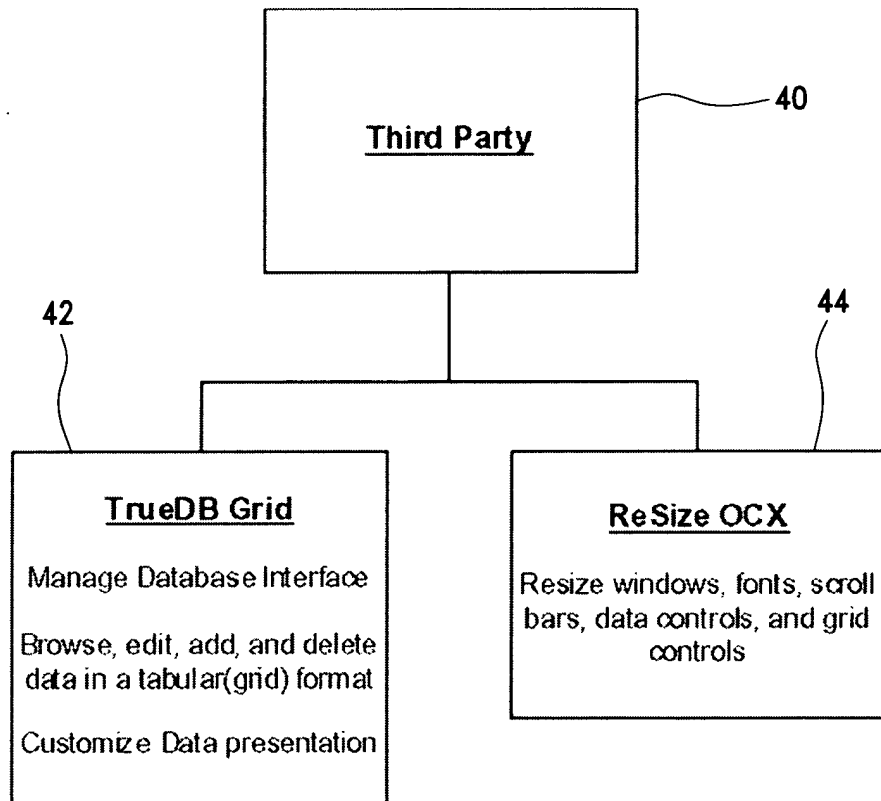 Third Party
40
42
44
TrueDB Grid
Manage Database Interface
Browse, edit, add, and delete
data in a tabular(grid) format
Customize Data presentation
ReSize OCX
Resize windows, fonts, scroll
bars, data controls, and grid
controls